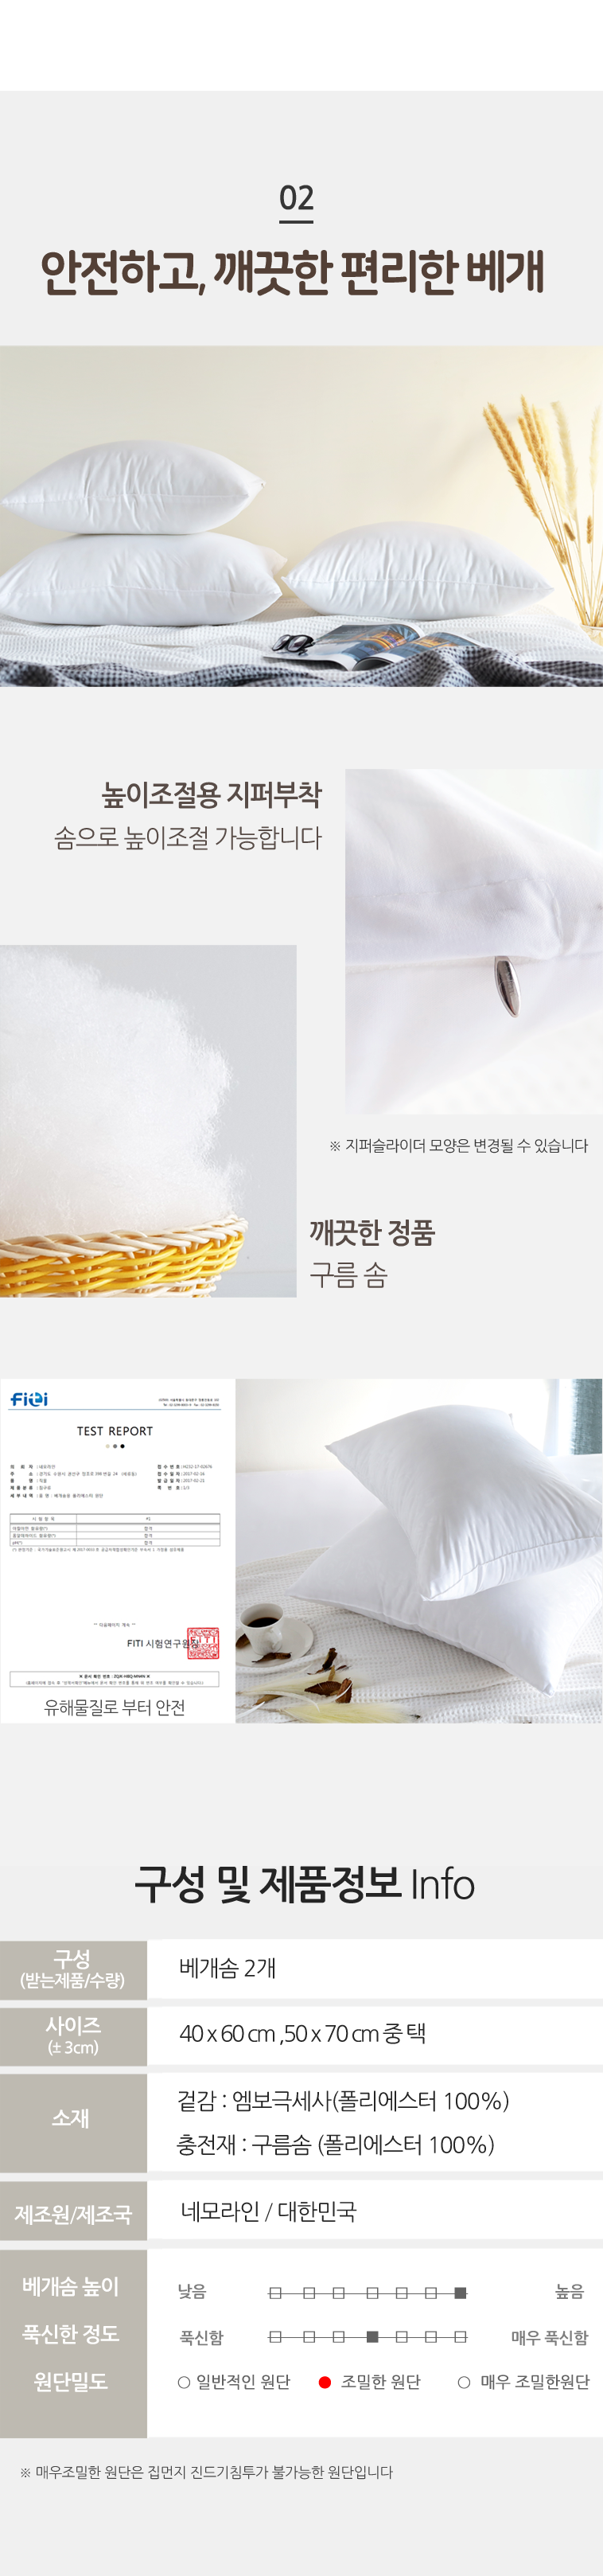 02
안전하고, 깨끗한 편리한 베개
높이조절용 지퍼부착
솜으로 높이조절 가능합니다
※ 지퍼슬라이더 모양은 변경될 수 있습니다
깨끗한 정품
구름 솜
FiTi
TEST REPORT
시 험 항 목
합격
합격
합격
FITI 시험연구원장
유해물질로 부터 안전
구성 및 제품정보 Info
구성
(받는제품/수량)
베개솜 2개
사이즈
(± 3cm)
40 x 60 cm ,50 x 70 cm 중 택
소재
겉감 : 엠보극세사(폴리에스터 100%)
충전재 : 구름솜 (폴리에스터 100%)
제조원/제조국
네모라인 / 대한민국
베개솜 높이
낮음 높음
푹신한 정도
푹신함 매우 푹신함
원단밀도
일반적인 원단 조밀한 원단 매우 조밀한원단
※ 매우조밀한 원단은 집먼지 진드기침투가 불가능한 원단입니다